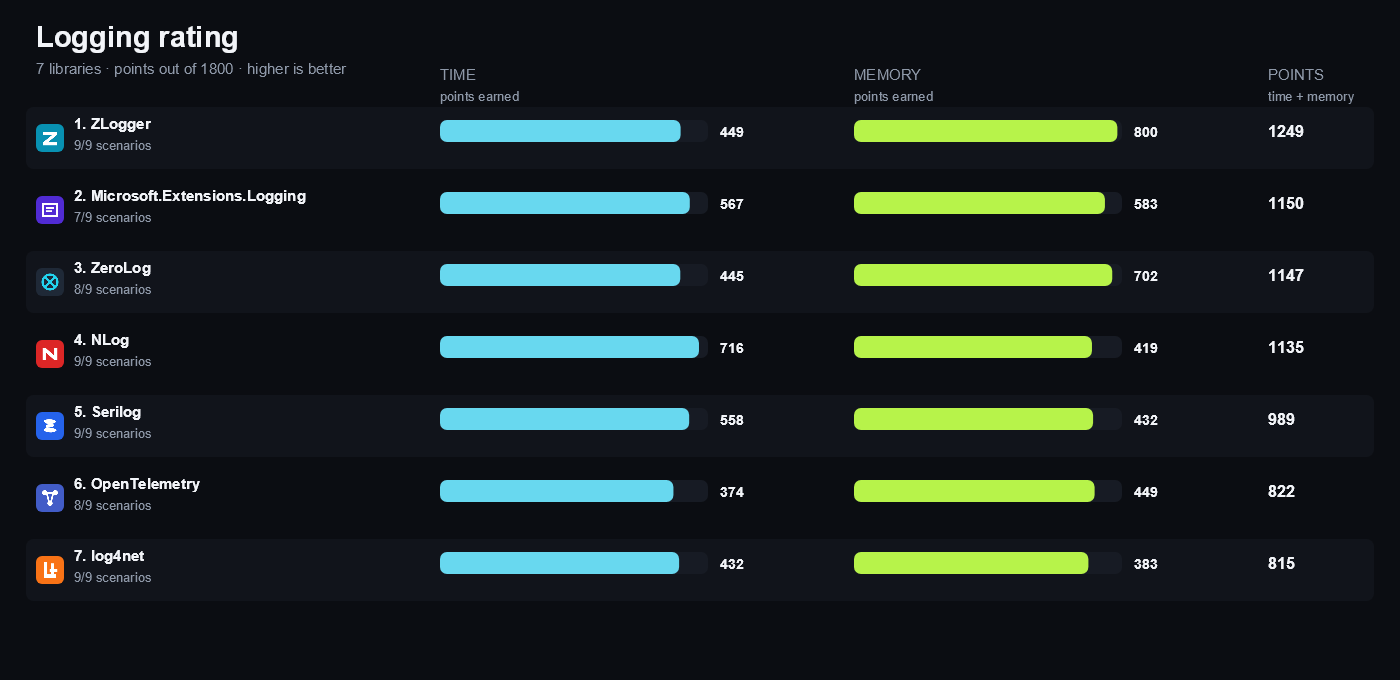 Logging rating
7 libraries · points out of 1800 · higher is better
TIME
points earned
MEMORY
points earned
POINTS
time + memory
1. ZLogger
9/9 scenarios
449
800
1249
2. Microsoft.Extensions.Logging
7/9 scenarios
567
583
1150
3. ZeroLog
8/9 scenarios
445
702
1147
4. NLog
9/9 scenarios
716
419
1135
5. Serilog
9/9 scenarios
558
432
989
6. OpenTelemetry
8/9 scenarios
374
449
822
7. log4net
9/9 scenarios
432
383
815